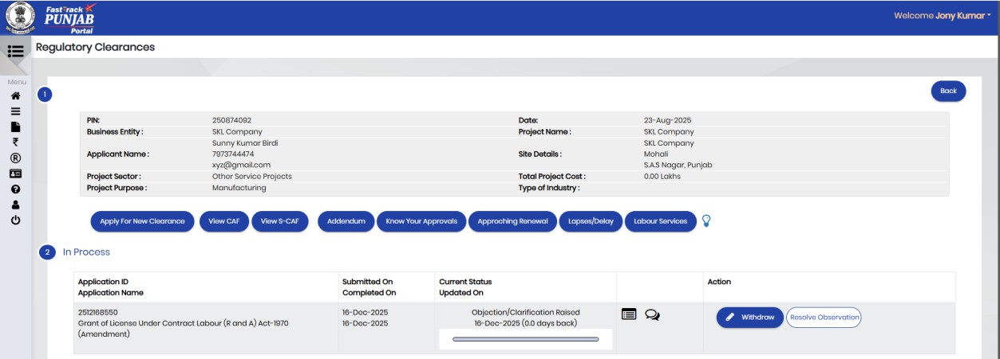 FastTrack
PUNJAB
Portal
Welcome Jony Kumar
Regulatory Clearances
Menu
1
Back
PIN: 250874092 Date: 23-Aug-2025
Business Entity : SKL Company Project Name : SKL Company
Applicant Name : Sunny Kumar Birdi Site Details : SKL Company
7973744474 Mohali
xyz@gmail.com S.A.S Nagar, Punjab
Project Sector : Other Service Projects Total Project Cost : 0.00 Lakhs
Project Purpose : Manufacturing Type of Industry :
Apply For New Clearance View CAF View S-CAF Addendum Know Your Approvals Approching Renewal Lapses/Delay Labour Services
2 In Process
Application ID Submitted On Current Status Action
Application Name Completed On Updated On
2512168550 16-Dec-2025 Objection/Clarification Raised Withdraw Resolve Observation
Grant of License Under Contract Labour (R and A) Act-1970 16-Dec-2025 16-Dec-2025 (0.0 days back)
(Amendment)